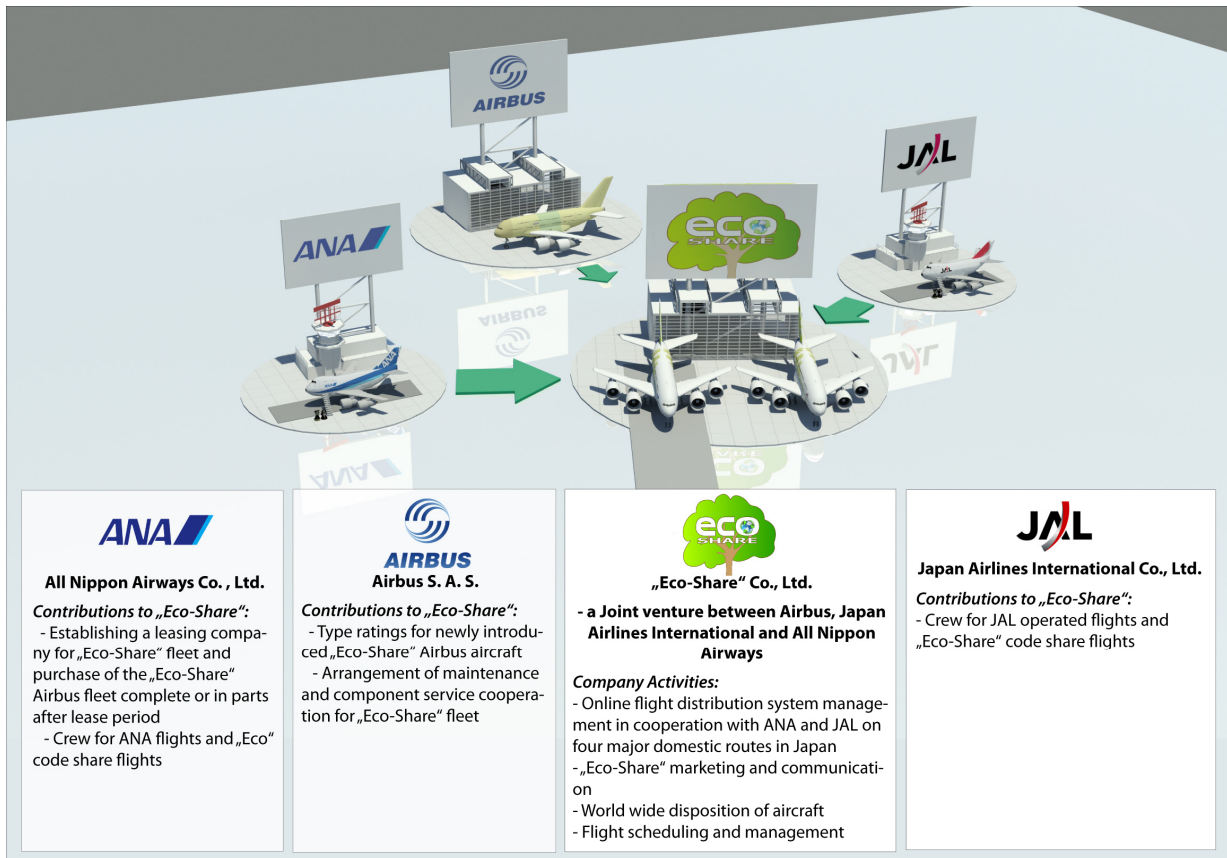 AIRBUS
JAL
eco
SHARE
ANA
ANA
AIRBUS
JAL
JAL
ANA
ANA
All Nippon Airways Co. , Ltd.
Contributions to „Eco-Share“:
- Establishing a leasing compa-
ny for „Eco-Share“ fleet and
purchase of the „Eco-Share“
Airbus fleet complete or in parts
after lease period
- Crew for ANA flights and „Eco“
code share flights
AIRBUS
Airbus S. A. S.
Contributions to „Eco-Share“:
- Type ratings for newly introdu-
ced „Eco-Share“ Airbus aircraft
- Arrangement of maintenance
and component service coopera-
tion for „Eco-Share“ fleet
eco
SHARE
„Eco-Share“ Co., Ltd.
- a Joint venture between Airbus, Japan
Airlines International and All Nippon
Airways
Company Activities:
- Online flight distribution system manage-
ment in cooperation with ANA and JAL on
four major domestic routes in Japan
- „Eco-Share“ marketing and communicati-
on
- World wide disposition of aircraft
- Flight scheduling and management
JAL
Japan Airlines International Co., Ltd.
Contributions to „Eco-Share“:
- Crew for JAL operated flights and
„Eco-Share“ code share flights